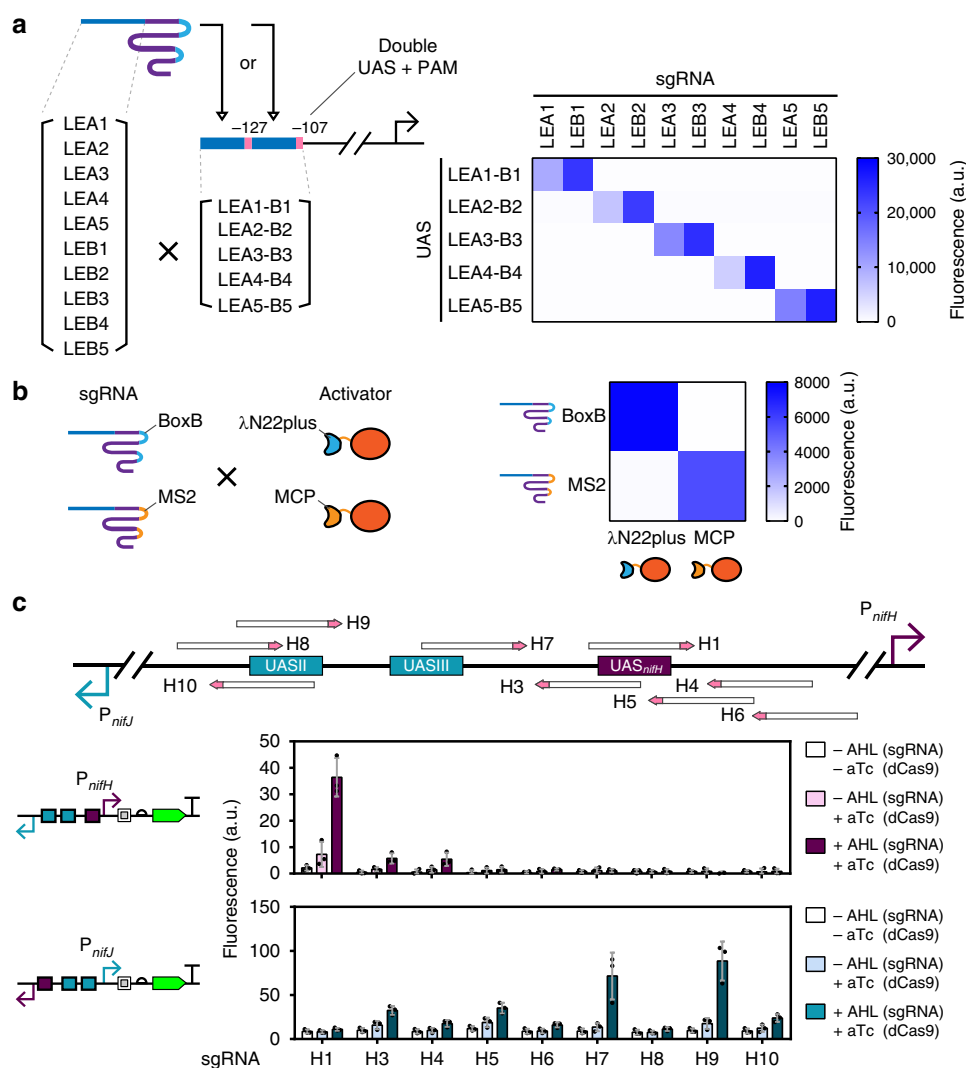 a
or
Double
UAS + PAM
–127
–107
LEA1
LEA2
LEA3
LEA4
LEA5
LEB1
LEB2
LEB3
LEB4
LEB5
×
LEA1-B1
LEA2-B2
LEA3-B3
LEA4-B4
LEA5-B5
sgRNA
LEA1
LEB1
LEA2
LEB2
LEA3
LEB3
LEA4
LEB4
LEA5
LEB5
UAS
LEA1-B1
LEA2-B2
LEA3-B3
LEA4-B4
LEA5-B5
30,000
20,000
10,000
0
Fluorescence (a.u.)
b
sgRNA
BoxB
MS2
×
Activator
λN22plus
MCP
BoxB
MS2
λN22plus MCP
8000
6000
4000
2000
0
Fluorescence (a.u.)
c
H9
H8
H7
H1
PnifH
UASII
UASIII
UASnifH
H10
H3
H4
H5
H6
PnifJ
PnifH
Fluorescence (a.u.)
50
40
30
20
10
0
– AHL (sgRNA)
– aTc (dCas9)
– AHL (sgRNA)
+ aTc (dCas9)
+ AHL (sgRNA)
+ aTc (dCas9)
PnifJ
150
100
50
0
– AHL (sgRNA)
– aTc (dCas9)
– AHL (sgRNA)
+ aTc (dCas9)
+ AHL (sgRNA)
+ aTc (dCas9)
sgRNA H1 H3 H4 H5 H6 H7 H8 H9 H10